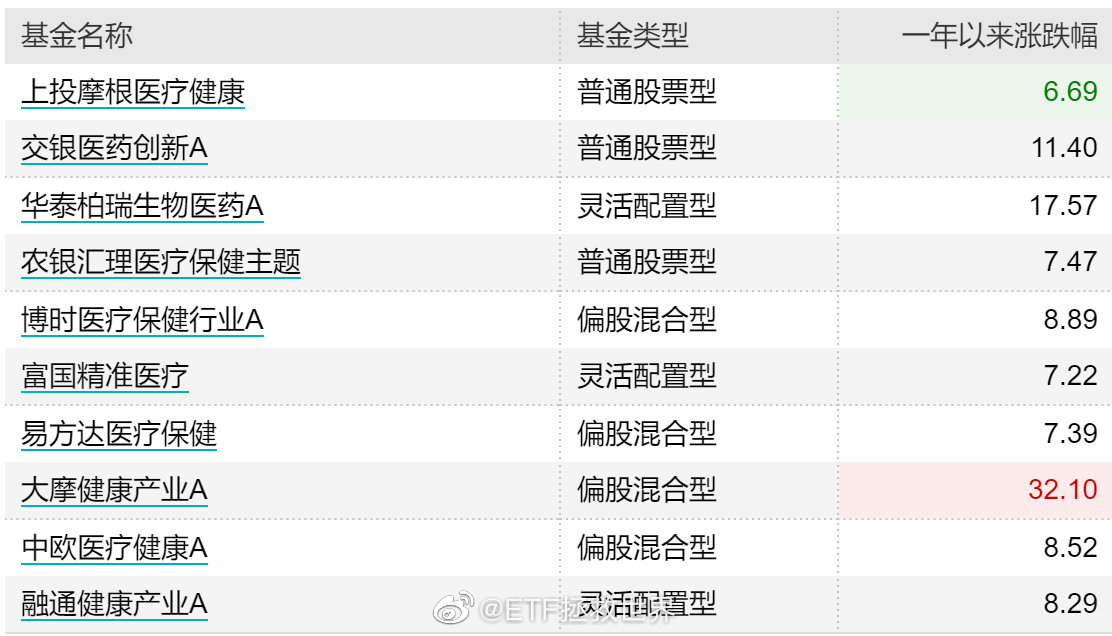 基金名称 基金类型 一年以来涨跌幅
上投摩根医疗健康 普通股票型 6.69
交银医药创新A 普通股票型 11.40
华泰柏瑞生物医药A 灵活配置型 17.57
农银汇理医疗保健主题 普通股票型 7.47
博时医疗保健行业A 偏股混合型 8.89
富国精准医疗 灵活配置型 7.22
易方达医疗保健 偏股混合型 7.39
大摩健康产业A 偏股混合型 32.10
中欧医疗健康A 偏股混合型 8.52
融通健康产业A 灵活配置型 8.29
@ETF拯救世界